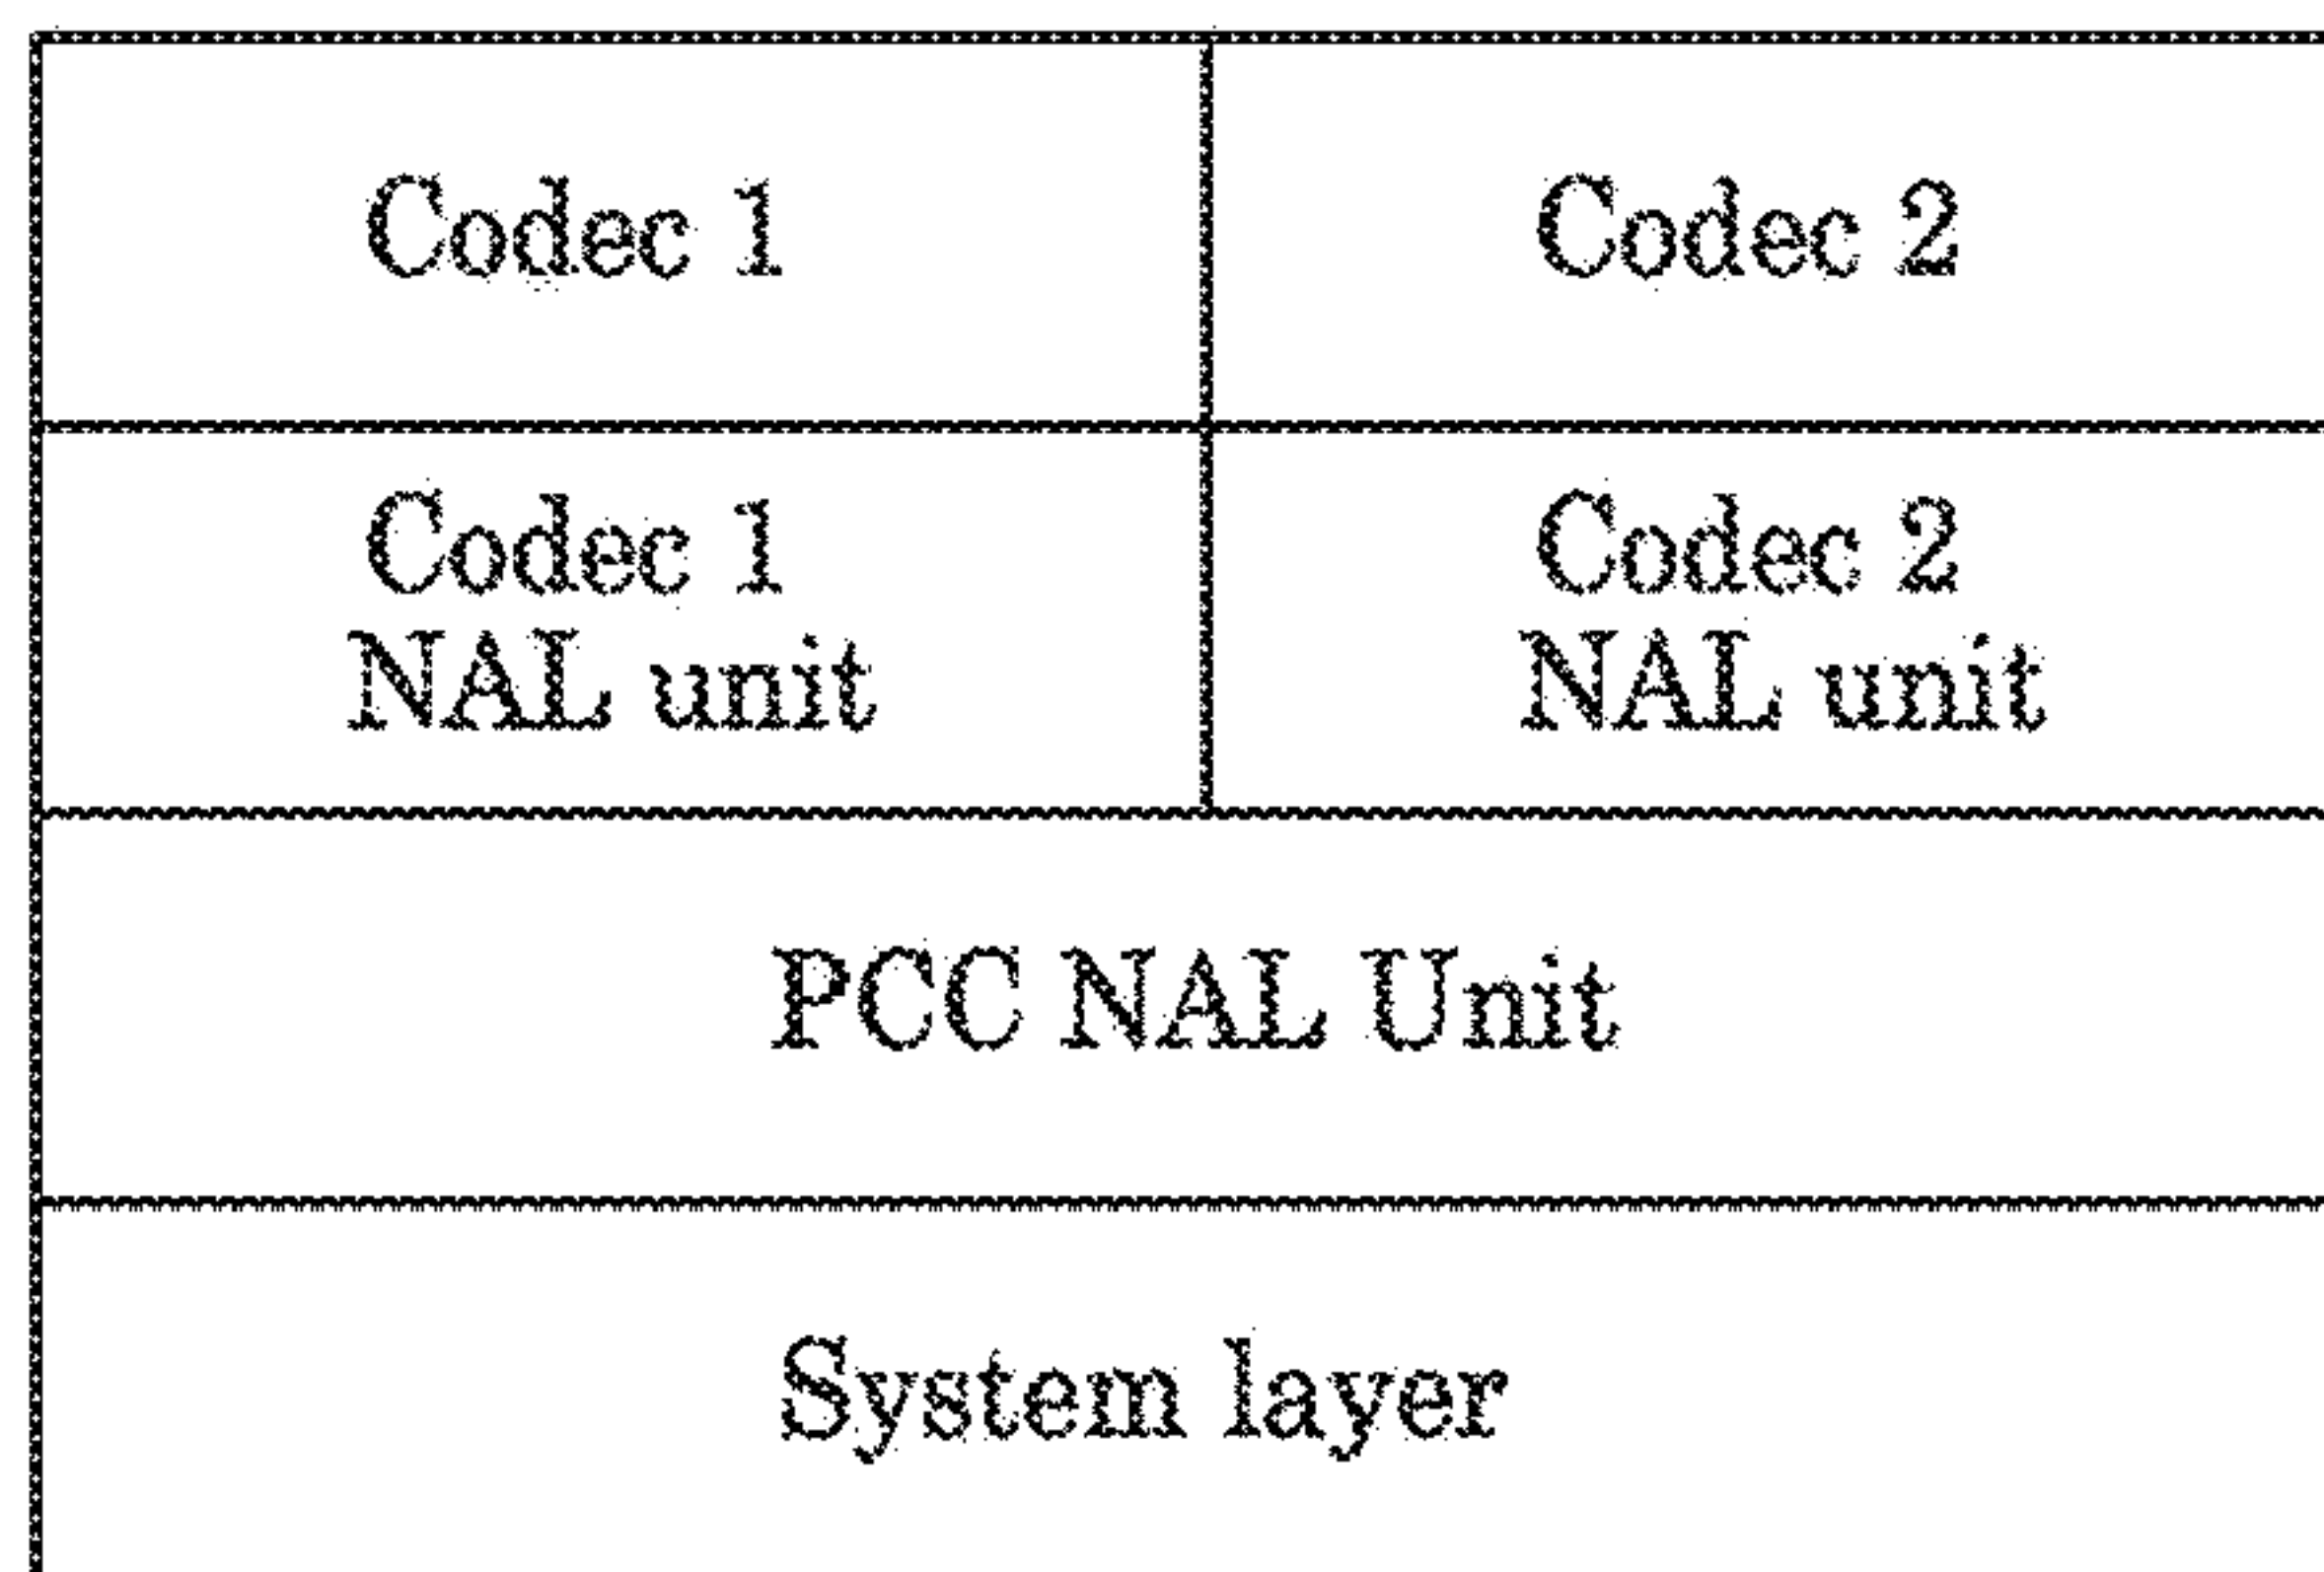 Codec 1
Codec 2
Codec 1
NAL unit
Codec 2
NAL unit
PCC NAL Unit
System layer